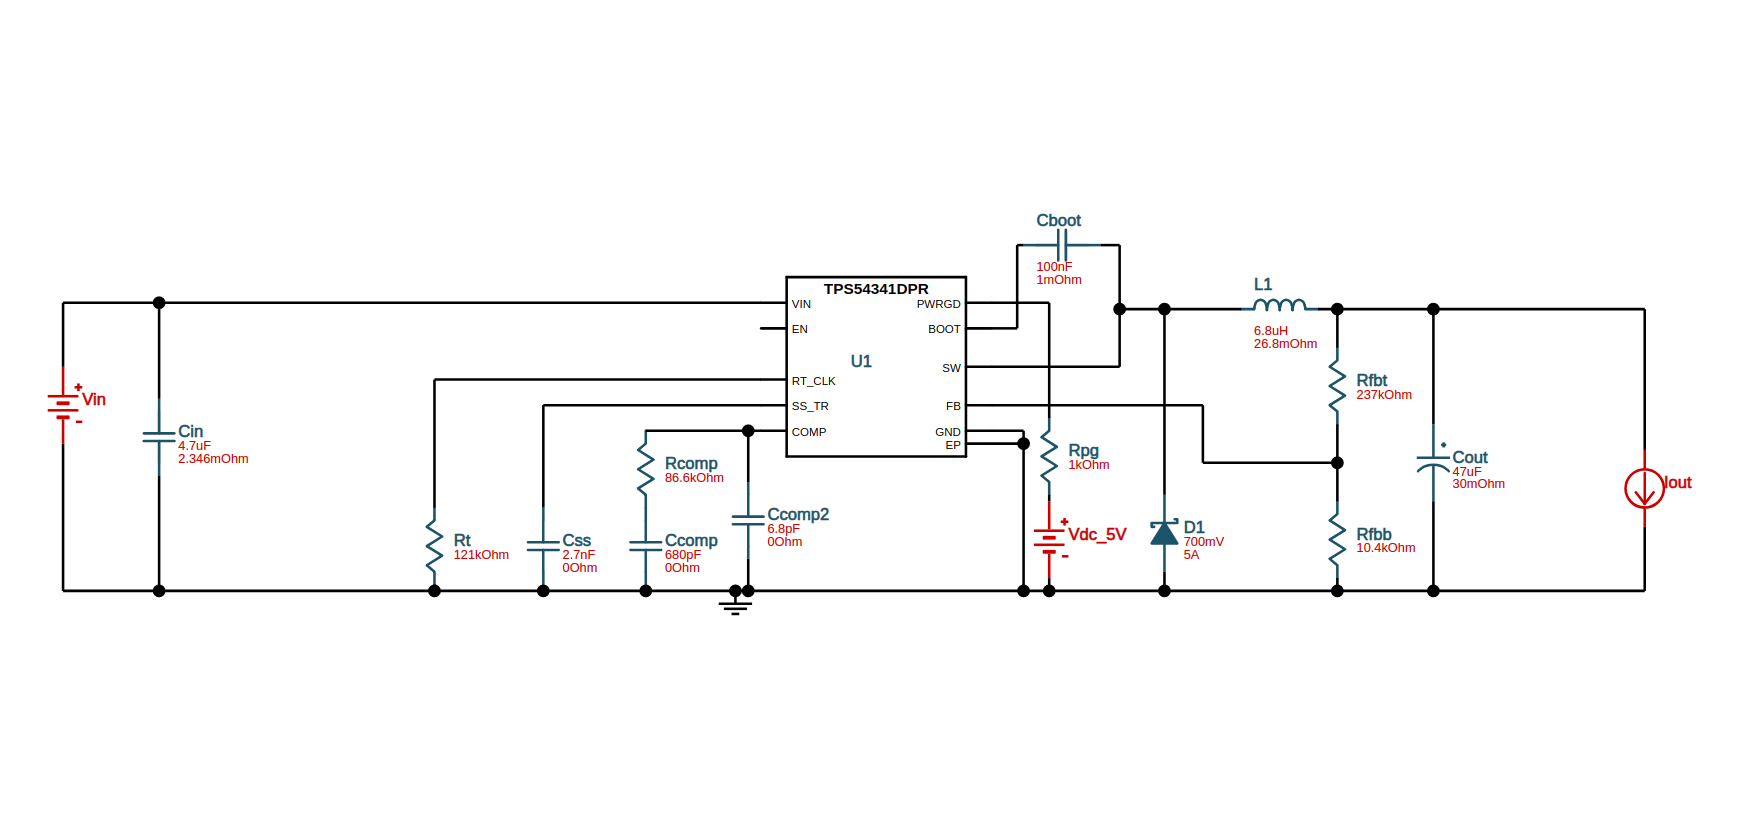 Cboot
100nF
1mOhm
TPS54341DPR
VIN
EN
RT_CLK
SS_TR
COMP
U1
PWRGD
BOOT
SW
FB
GND
EP
L1
6.8uH
26.8mOhm
+
Vin
-
Cin
4.7uF
2.346mOhm
Rt
121kOhm
Css
2.7nF
0Ohm
Rcomp
86.6kOhm
Ccomp
680pF
0Ohm
Ccomp2
6.8pF
0Ohm
Rpg
1kOhm
+
Vdc_5V
-
D1
700mV
5A
Rfbt
237kOhm
Rfbb
10.4kOhm
+
Cout
47uF
30mOhm
Iout